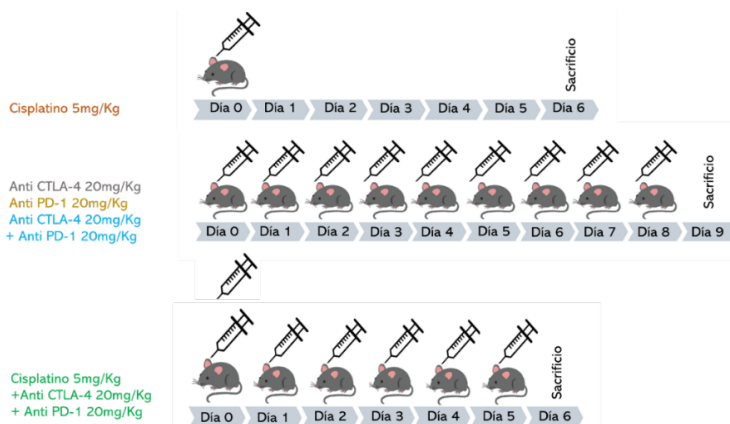 Sacrificio
Cisplatino 5mg/Kg
Día 0 Día 1 Día 2 Día 3 Día 4 Día 5 Día 6
Sacrificio
Anti CTLA-4 20mg/Kg
Anti PD-1 20mg/Kg
Anti CTLA-4 20mg/Kg
+ Anti PD-1 20mg/Kg
Día 0 Día 1 Día 2 Día 3 Día 4 Día 5 Día 6 Día 7 Día 8 Día 9
Sacrificio
Cisplatino 5mg/Kg
+Anti CTLA-4 20mg/Kg
+ Anti PD-1 20mg/Kg
Día 0 Día 1 Día 2 Día 3 Día 4 Día 5 Día 6